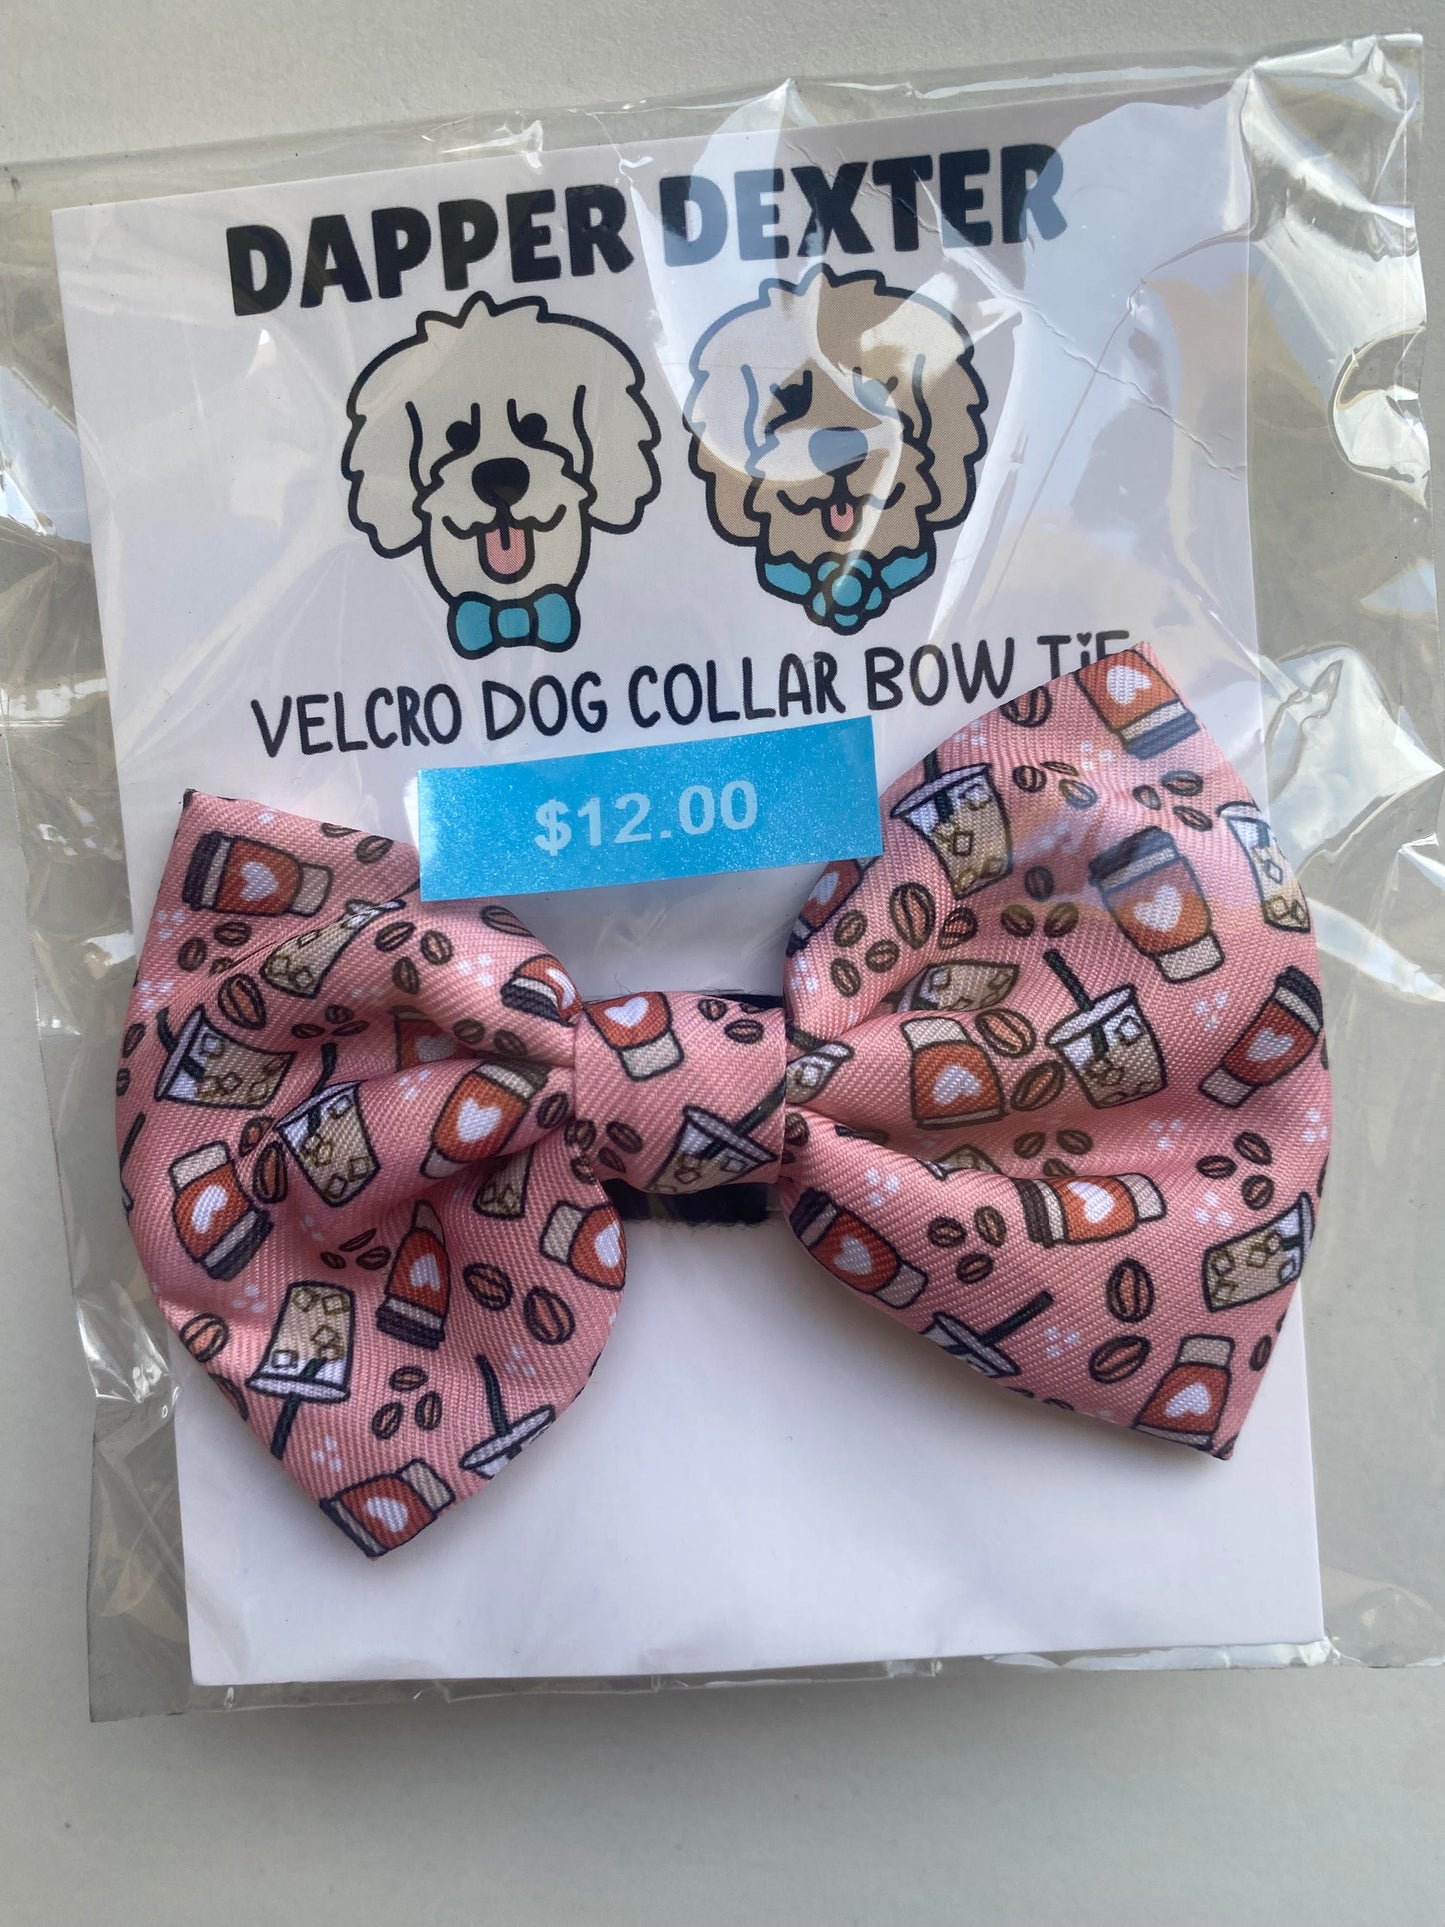 DAPPER DEXTER
VELCRO DOG COLLAR BOW TiE
$12.00